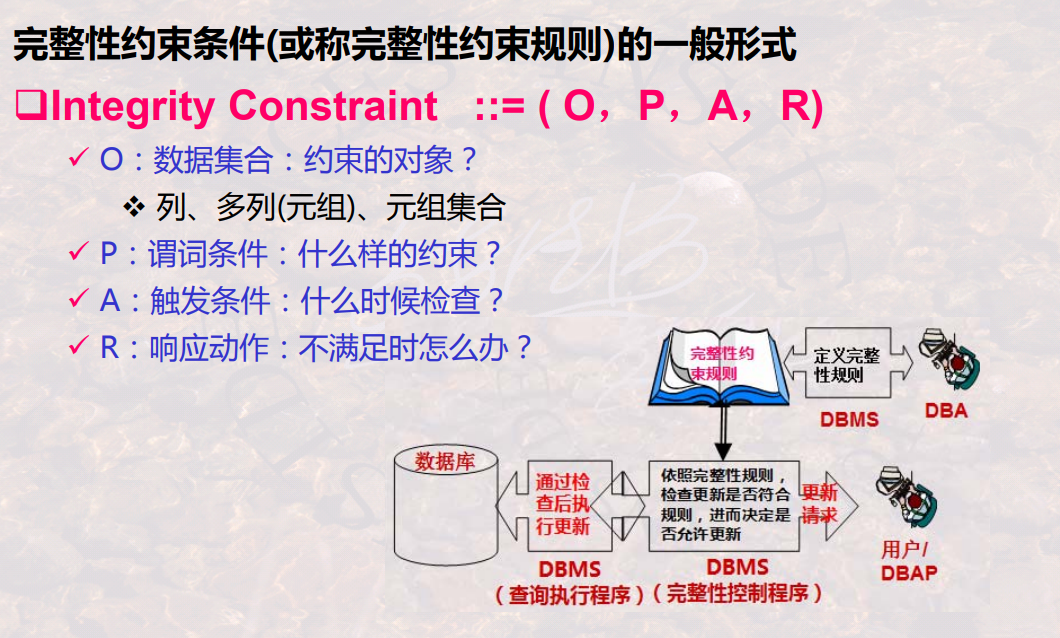 完整性约束条件(或称完整性约束规则)的一般形式
❑Integrity Constraint ::= ( O，P，A，R)
✓ O：数据集合：约束的对象？
❖ 列、多列(元组)、元组集合
✓ P：谓词条件：什么样的约束？
✓ A：触发条件：什么时候检查？
✓ R：响应动作：不满足时怎么办？
完整性约
束规则
定义完整
性规则
DBMS
DBA
数据库
通过检
查后执
行更新
DBMS
（查询执行程序）
依照完整性规则，
检查更新是否符合
规则，进而决定是
否允许更新
DBMS
（完整性控制程序）
更新
请求
用户/
DBAP